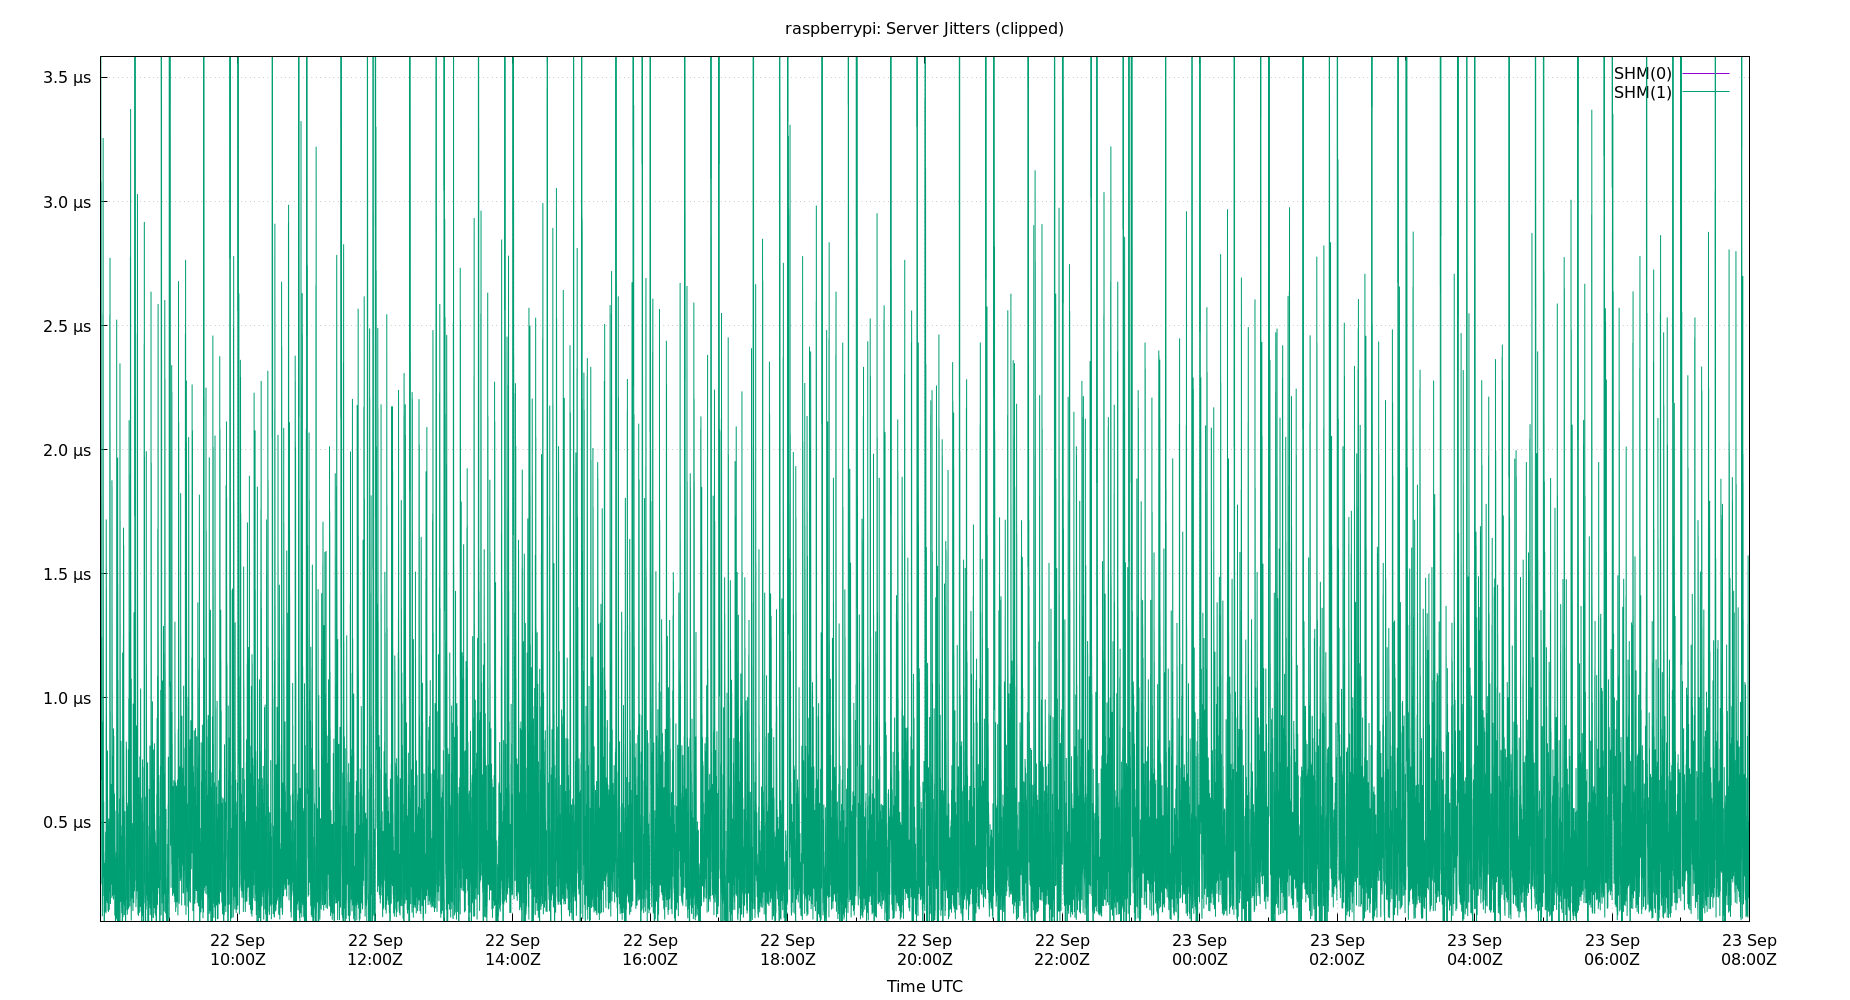 raspberrypi: Server Jitters (clipped)
SHM(0)
SHM(1)
3.5 µs
3.0 µs
2.5 µs
2.0 µs
1.5 µs
1.0 µs
0.5 µs
22 Sep 22 Sep 22 Sep 22 Sep 22 Sep 22 Sep 22 Sep 23 Sep 23 Sep 23 Sep 23 Sep 23 Sep
10:00Z 12:00Z 14:00Z 16:00Z 18:00Z 20:00Z 22:00Z 00:00Z 02:00Z 04:00Z 06:00Z 08:00Z
Time UTC